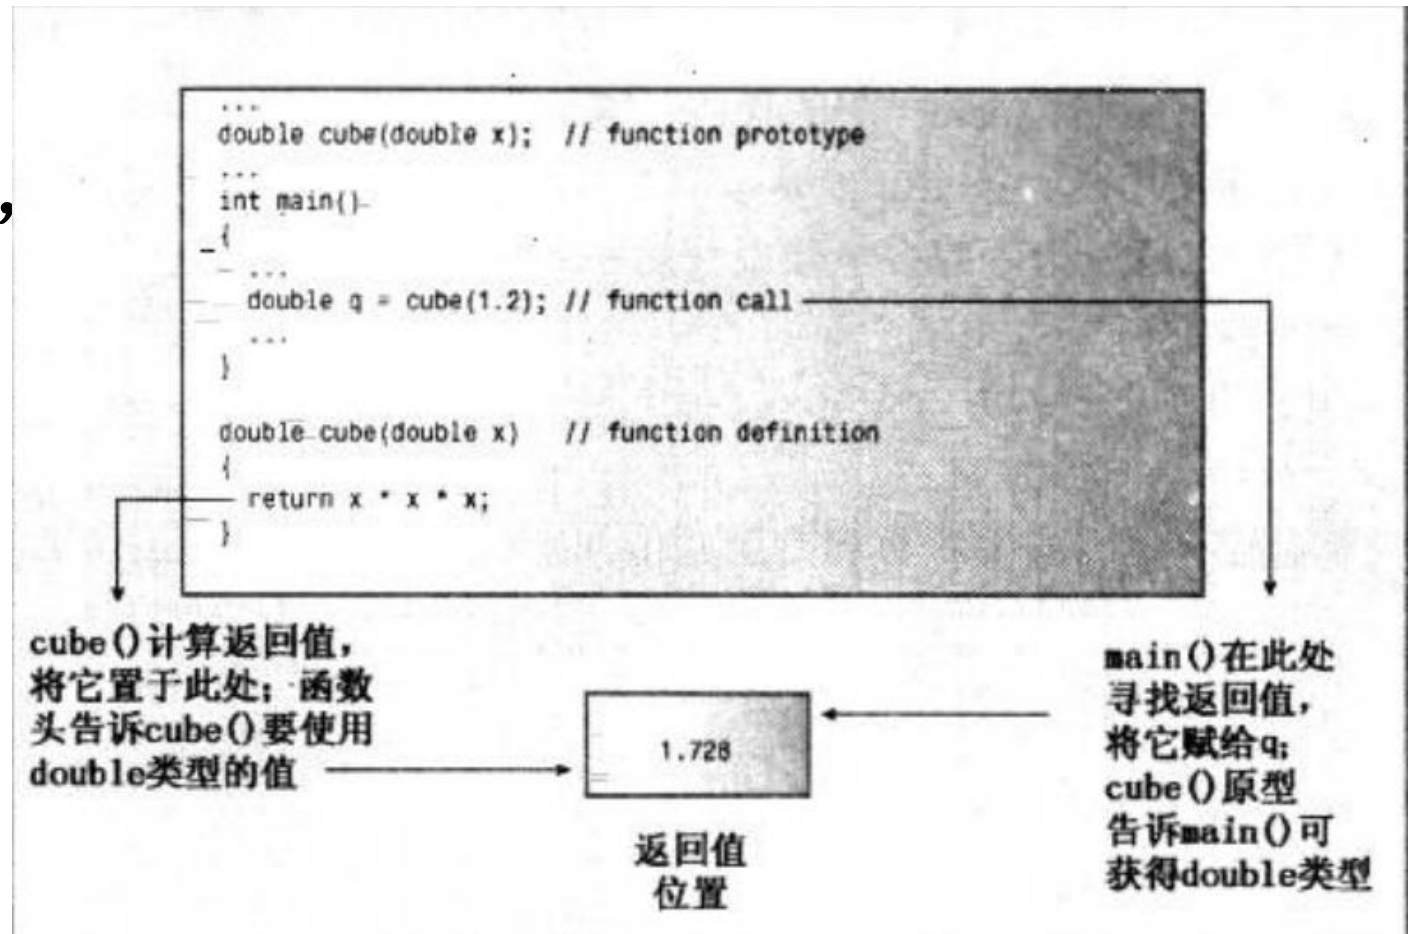 ,
...
double cube(double x);  // function prototype
...
int main()
{
...
double q = cube(1.2); // function call
...
}
double cube(double x)   // function definition
{
return x * x * x;
}
cube()计算返回值，
将它置于此处；函数
头告诉cube()要使用
double类型的值
1.728
返回值
位置
main()在此处
寻找返回值，
将它赋给q；
cube()原型
告诉main()可
获得double类型